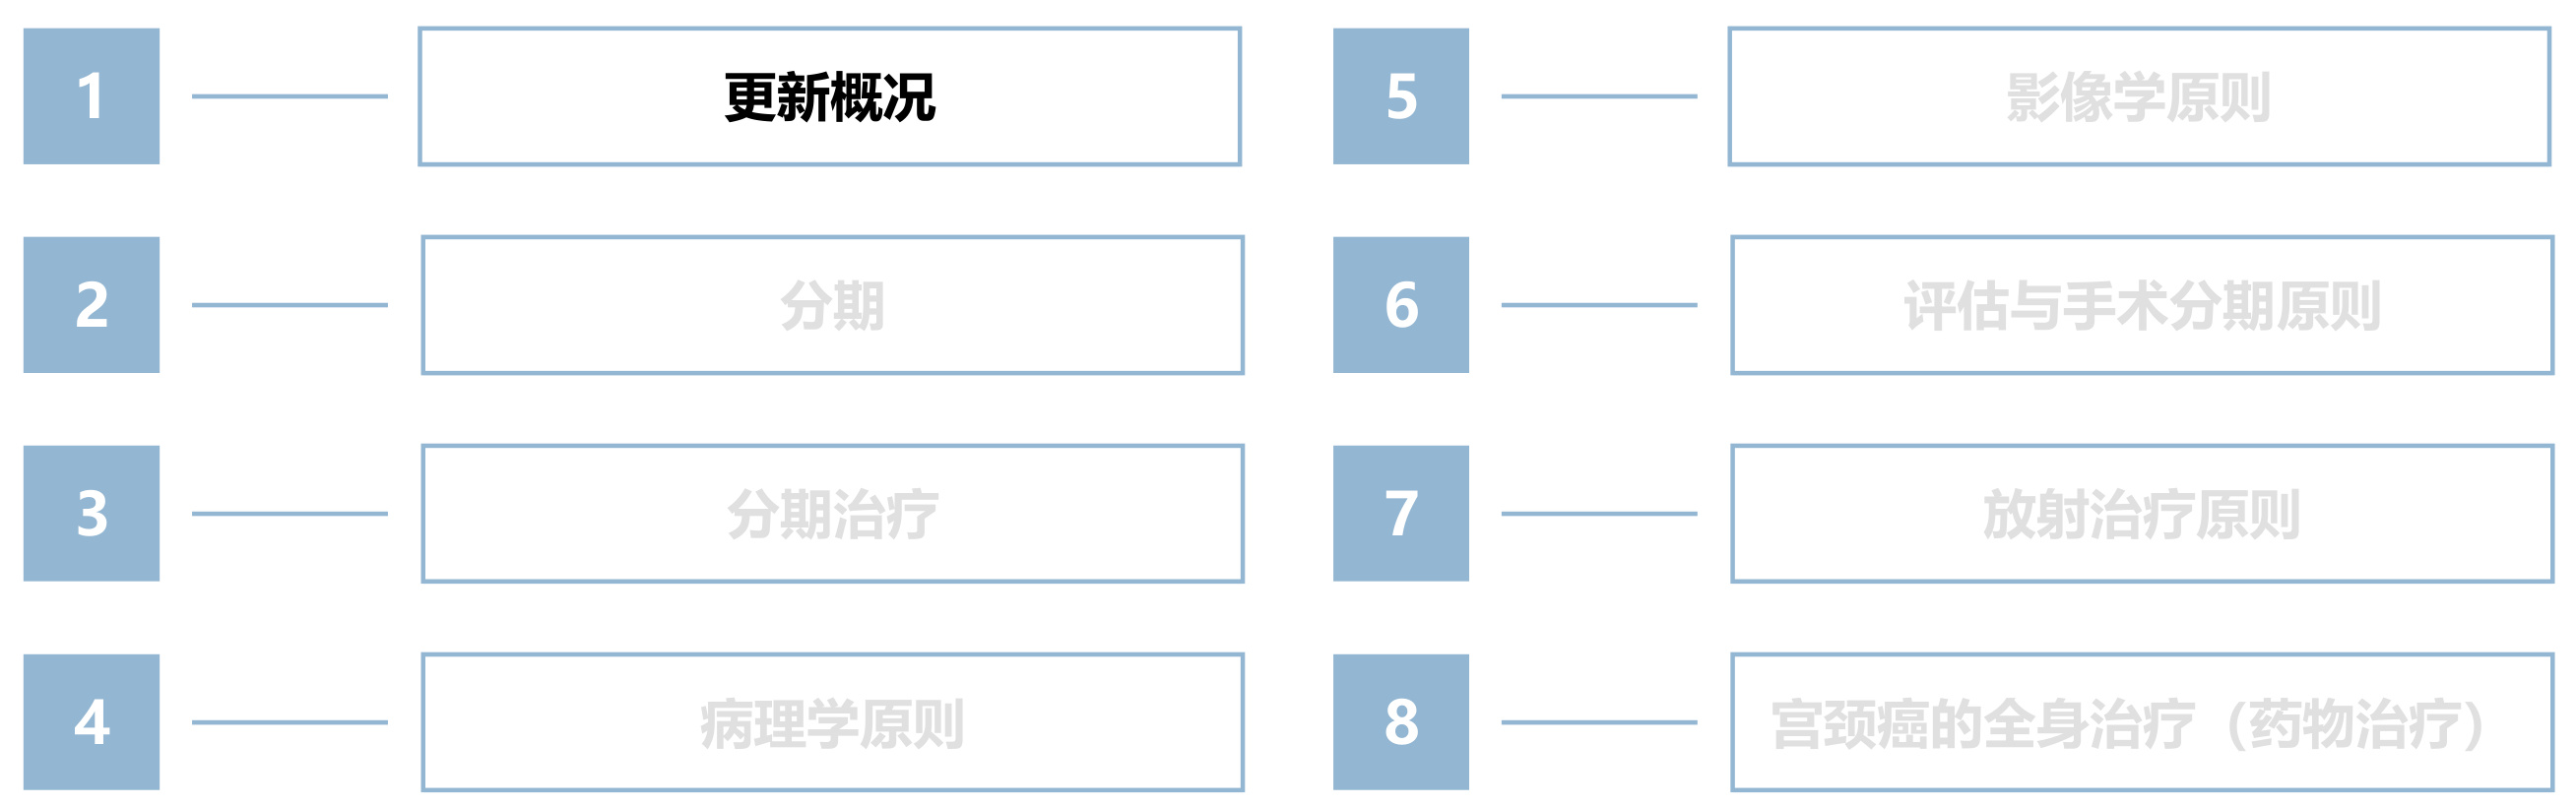 1
更新概况
2
分期
3
分期治疗
4
病理学原则
5
影像学原则
6
评估与手术分期原则
7
放射治疗原则
8
宫颈癌的全身治疗（药物治疗）